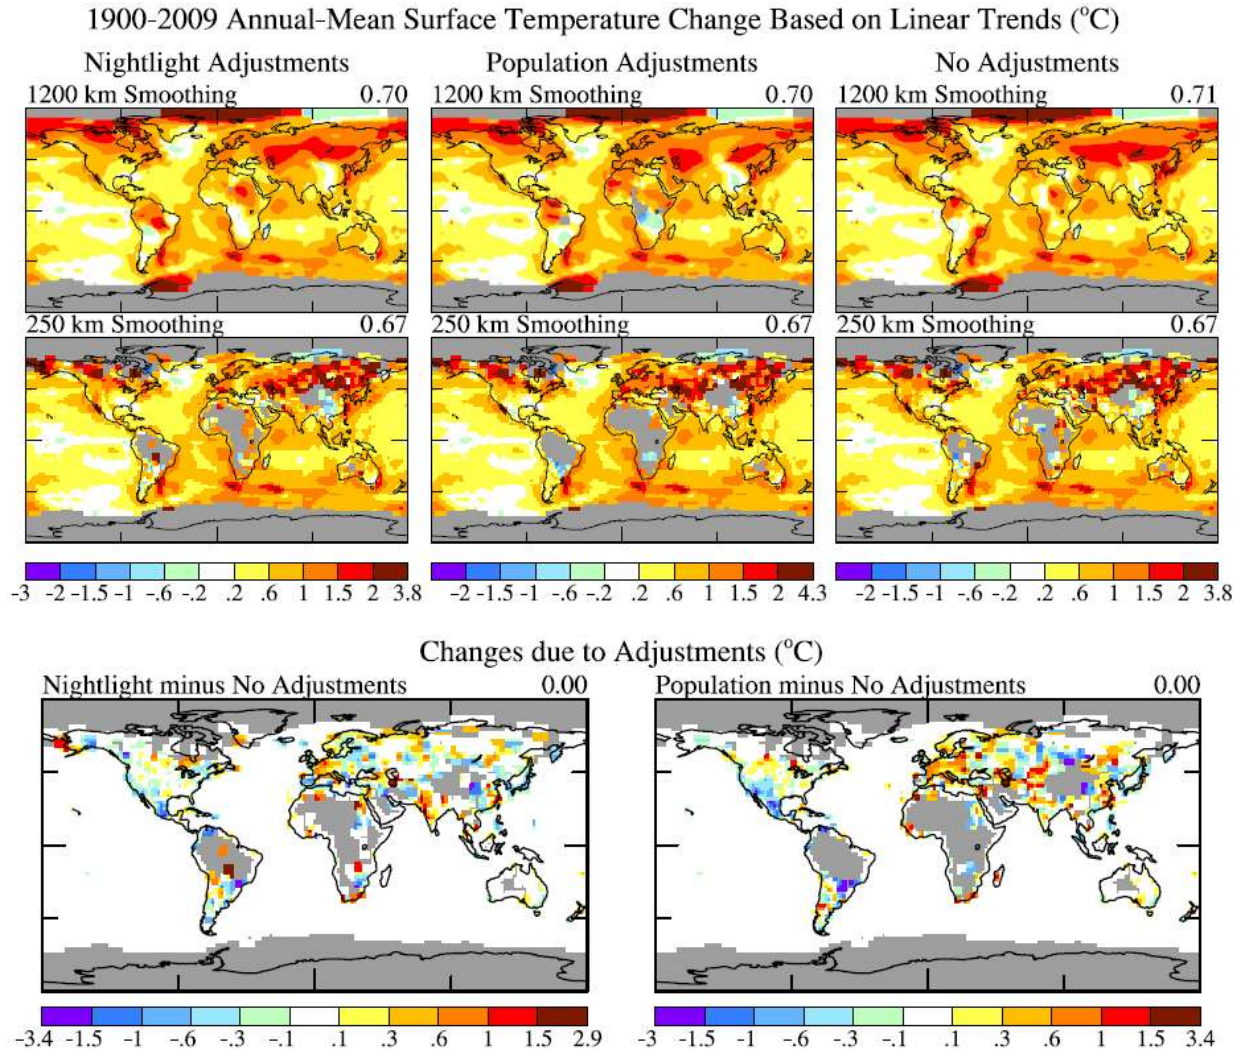 1900-2009 Annual-Mean Surface Temperature Change Based on Linear Trends (°C)
Nightlight Adjustments Population Adjustments No Adjustments
1200 km Smoothing 0.70 1200 km Smoothing 0.70 1200 km Smoothing 0.71
250 km Smoothing 0.67 250 km Smoothing 0.67 250 km Smoothing 0.67
-3 -2 -1.5 -1 -.6 -.2 .2 .6 1 1.5 2 3.8 -2 -1.5 -1 -.6 -.2 .2 .6 1 1.5 2 4.3 -2 -1.5 -1 -.6 -.2 .2 .6 1 1.5 2 3.8
Changes due to Adjustments (°C)
Nightlight minus No Adjustments 0.00 Population minus No Adjustments 0.00
-3.4 -1.5 -1 -.6 -.3 -.1 .1 .3 .6 1 1.5 2.9 -3 -1.5 -1 -.6 -.3 -.1 .1 .3 .6 1 1.5 3.4